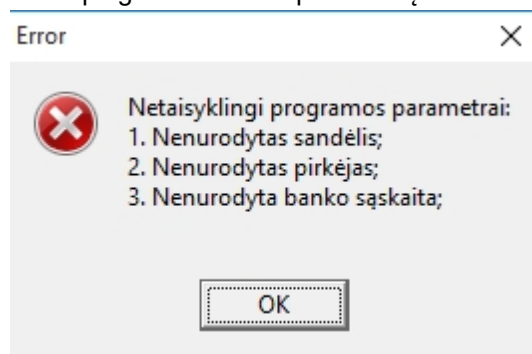 Error
Netaisyklingi programos parametrai:
1. Nenurodytas sandėlis;
2. Nenurodytas pirkėjas;
3. Nenurodyta banko sąskaita;
OK